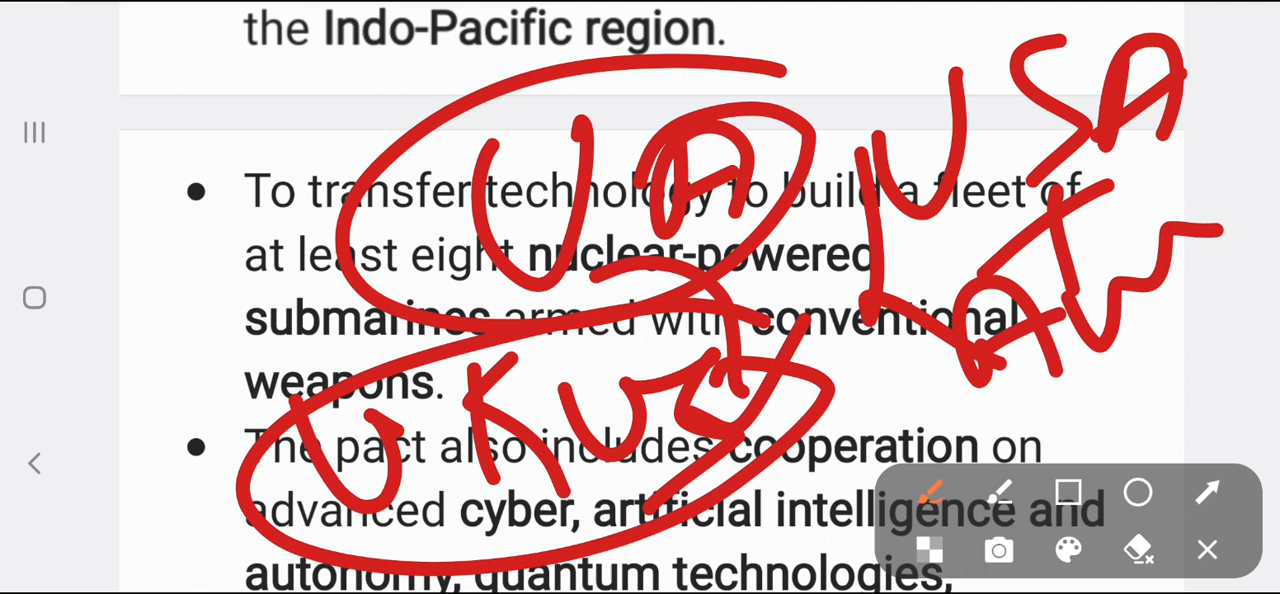 the Indo-Pacific region.
USA
To transfer technology to build a fleet of
at least eight nuclear-powered
submarines armed with conventional
weapons.
The pact also includes cooperation on
advanced cyber, artificial intelligence and
autonomy, quantum technologies,